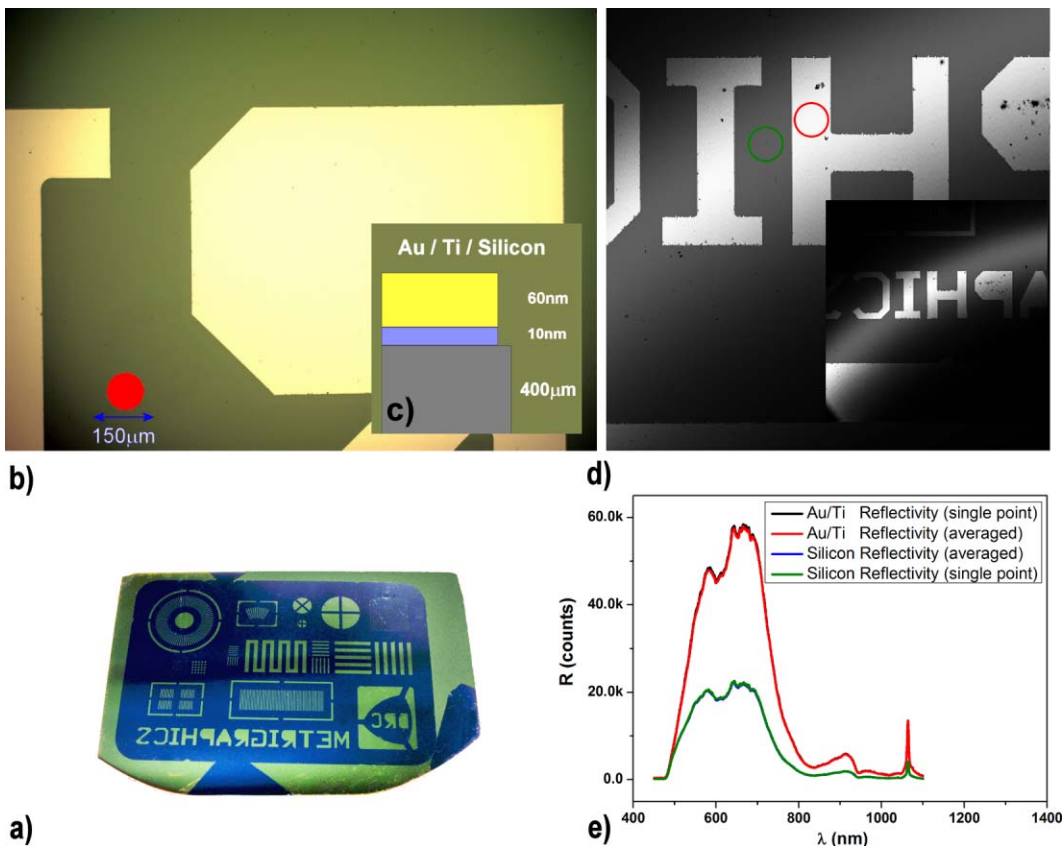 Au / Ti / Silicon
60nm
10nm
400μm
c)
150μm
b)
d)
METRIGRAPHICS
a)
Au/Ti Reflectivity (single point)
Au/Ti Reflectivity (averaged)
Silicon Reflectivity (averaged)
Silicon Reflectivity (single point)
60.0k
40.0k
20.0k
0.0
R (counts)
400 600 800 1000 1200 1400
λ (nm)
e)